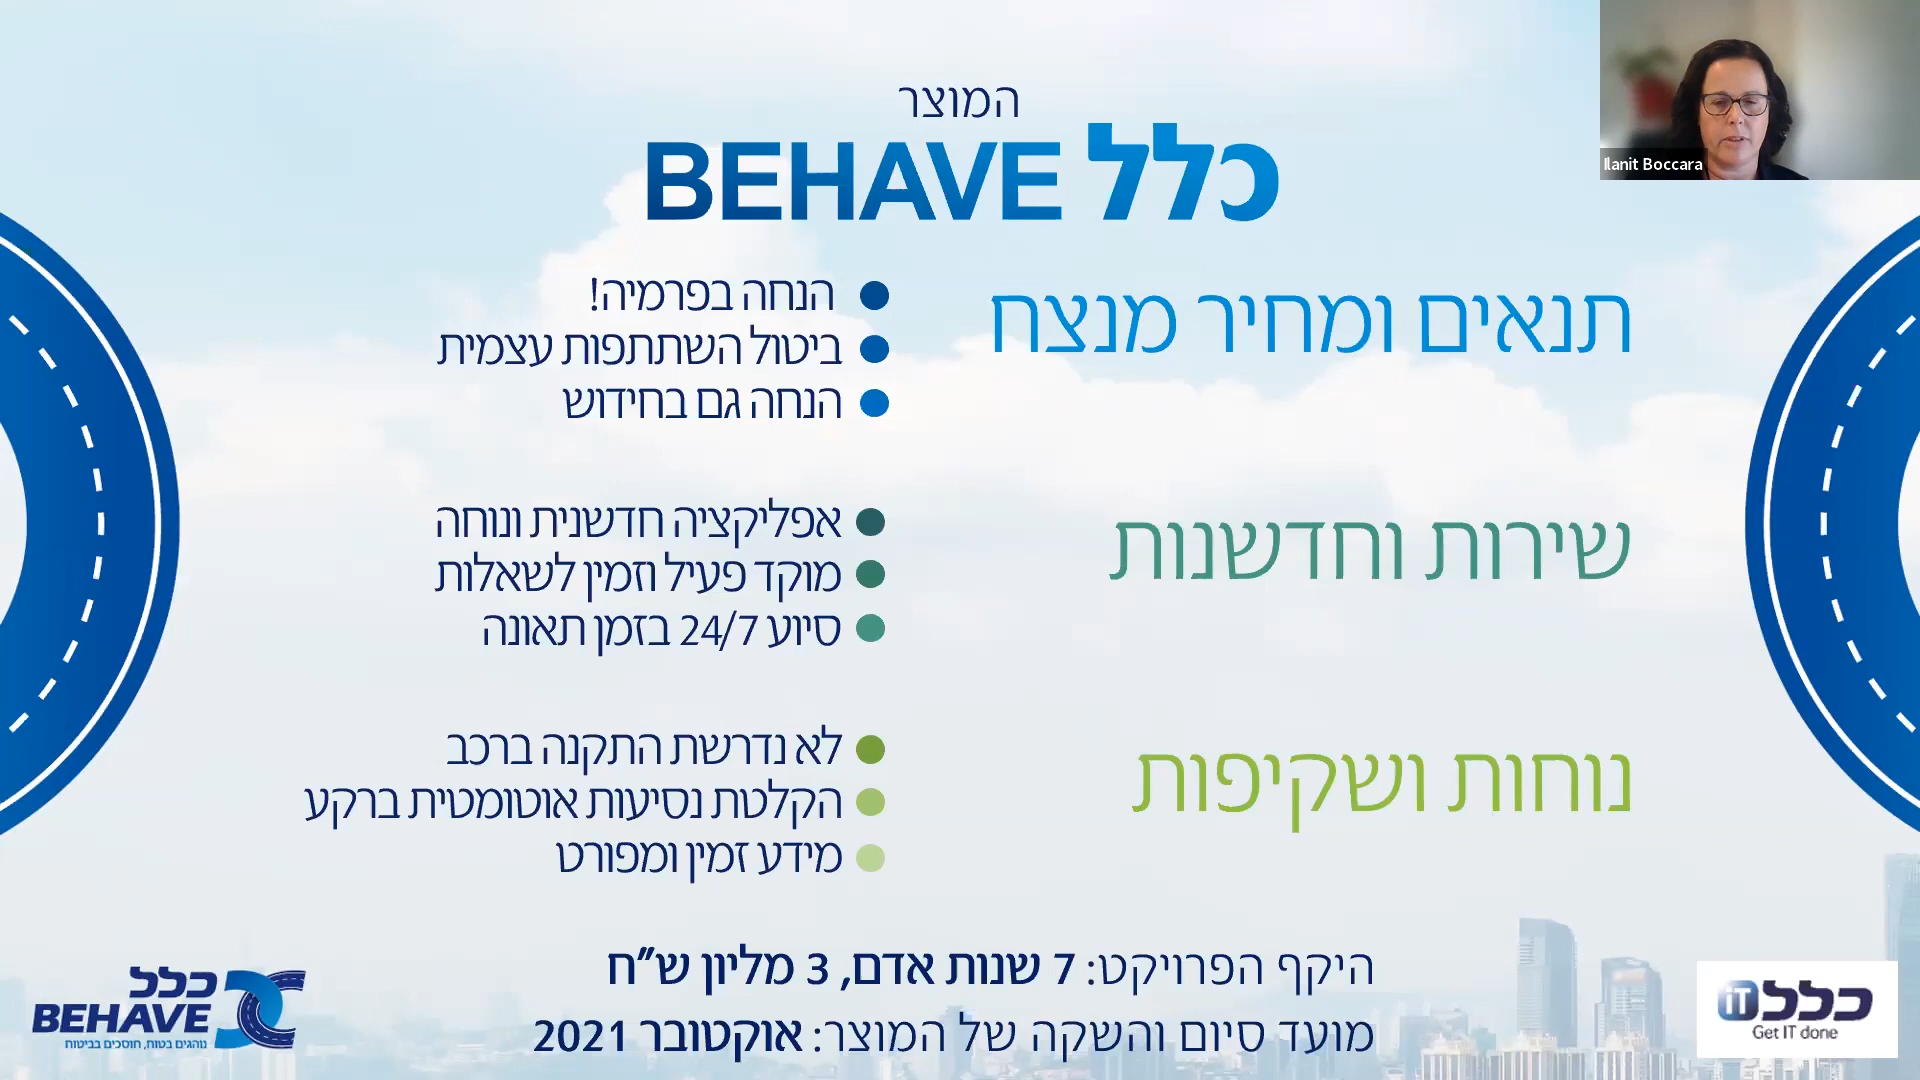 Ilanit Boccara
המוצר
כלל BEHAVE
תנאים ומחיר מנצח
הנחה בפרמיה!
ביטול השתתפות עצמית
הנחה גם בחידוש
שירות וחדשנות
אפליקציה חדשנית ונוחה
מוקד פעיל וזמין לשאלות
סיוע 24/7 בזמן תאונה
נוחות ושקיפות
לא נדרשת התקנה ברכב
הקלטת נסיעות אוטומטית ברקע
מידע זמין ומפורט
היקף הפרויקט: 7 שנות אדם, 3 מליון ש״ח
מועד סיום והשקה של המוצר: אוקטובר 2021
כלל
BEHAVE
נוהגים בטוח, חוסכים בביטוח
כלל iT
Get IT done